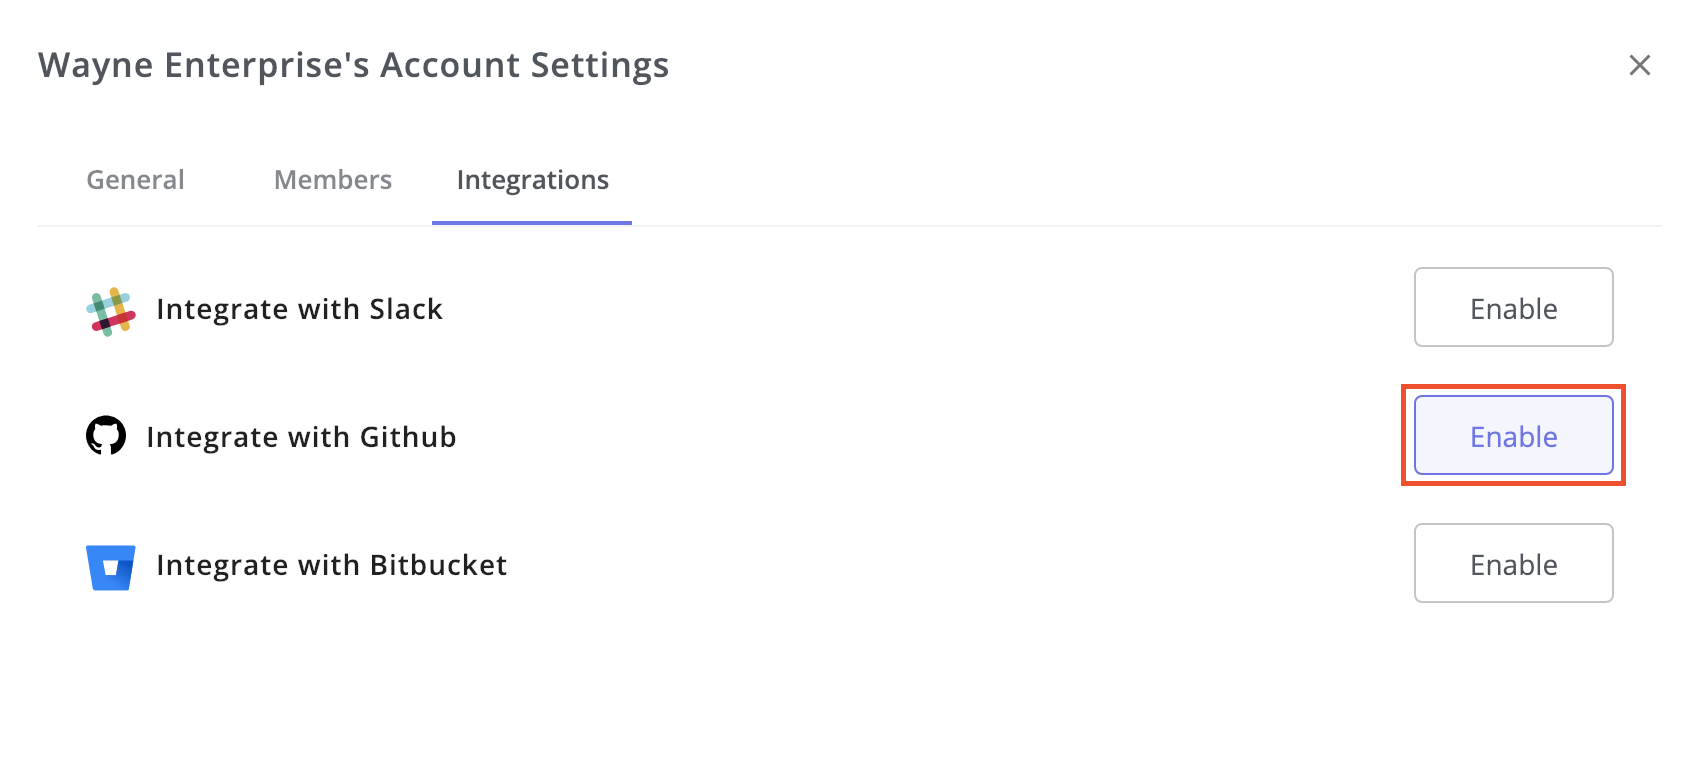 Wayne Enterprise's Account Settings
General Members Integrations
Integrate with Slack Enable
Integrate with Github Enable
Integrate with Bitbucket Enable